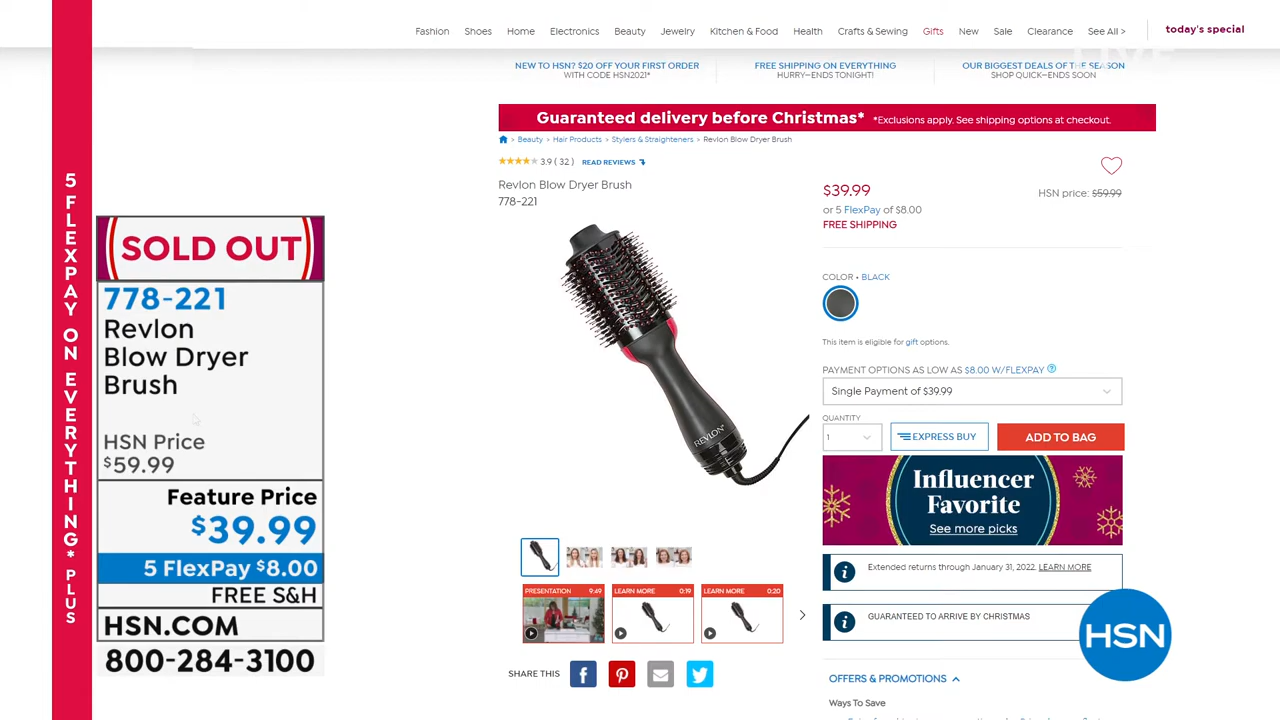 5 FLEXPAY ON EVERYTHING* PLUS
SOLD OUT
778-221
Revlon
Blow Dryer
Brush
HSN Price
$59.99
Feature Price
$39.99
5 FlexPay $8.00
FREE S&H
HSN.COM
800-284-3100
Fashion Shoes Home Electronics Beauty Jewelry Kitchen & Food Health Crafts & Sewing Gifts New Sale Clearance See All > today's special
LIVE
NEW TO HSN? $20 OFF YOUR FIRST ORDER
WITH CODE HSN2021*
FREE SHIPPING ON EVERYTHING
HURRY—ENDS TONIGHT!
OUR BIGGEST DEALS OF THE SEASON
SHOP QUICK—ENDS SOON
Guaranteed delivery before Christmas* *Exclusions apply. See shipping options at checkout.
> Beauty > Hair Products > Stylers & Straighteners > Revlon Blow Dryer Brush
3.9 ( 32 ) READ REVIEWS
Revlon Blow Dryer Brush
778-221
REVLON
$39.99
HSN price: $59.99
or 5 FlexPay of $8.00
FREE SHIPPING
COLOR • BLACK
This item is eligible for gift options.
PAYMENT OPTIONS AS LOW AS $8.00 W/FLEXPAY ?
Single Payment of $39.99
QUANTITY
1
EXPRESS BUY
ADD TO BAG
Influencer
Favorite
See more picks
i Extended returns through January 31, 2022. LEARN MORE
i GUARANTEED TO ARRIVE BY CHRISTMAS
HSN
OFFERS & PROMOTIONS
Ways To Save
PRESENTATION 9:49
LEARN MORE 0:19
LEARN MORE 0:20
SHARE THIS